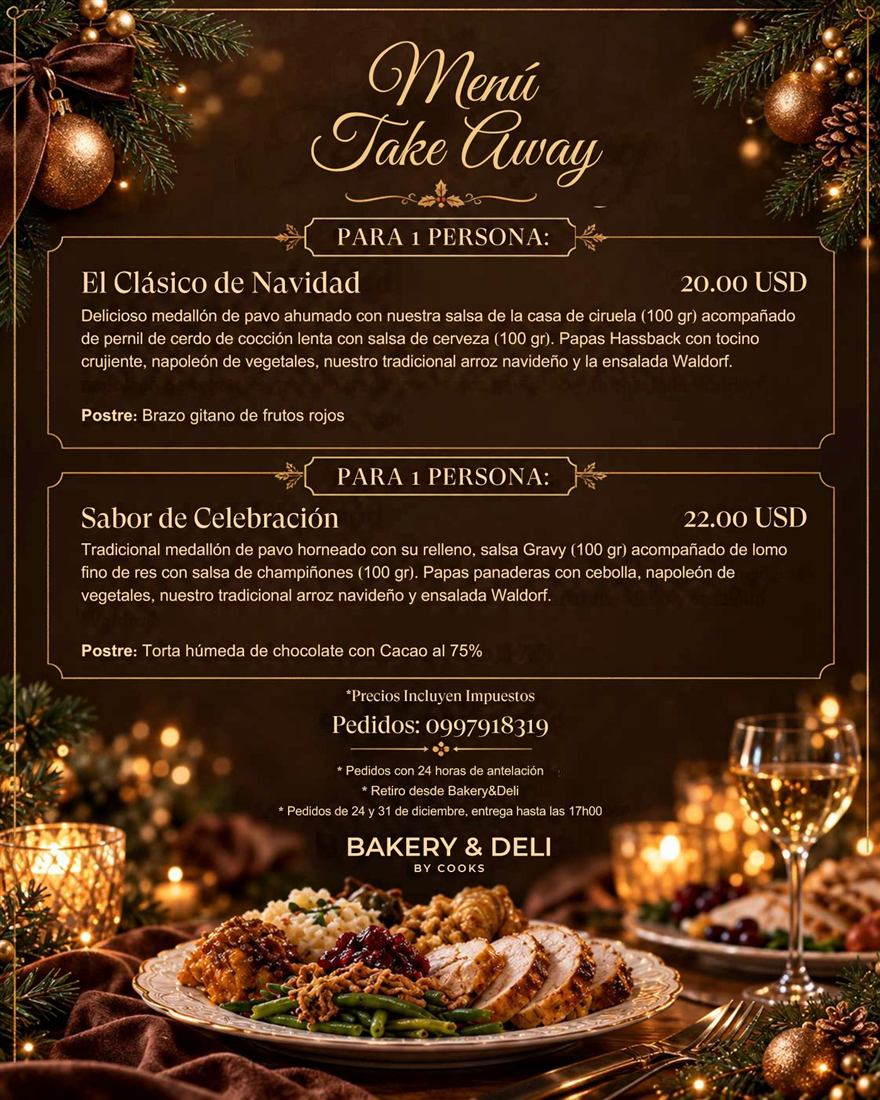 Menú
Take Away
PARA 1 PERSONA:
El Clásico de Navidad 20.00 USD
Delicioso medallón de pavo ahumado con nuestra salsa de la casa de ciruela (100 gr) acompañado
de pernil de cerdo de cocción lenta con salsa de cerveza (100 gr). Papas Hassback con tocino
crujiente, napoleón de vegetales, nuestro tradicional arroz navideño y la ensalada Waldorf.
Postre: Brazo gitano de frutos rojos
PARA 1 PERSONA:
Sabor de Celebración 22.00 USD
Tradicional medallón de pavo horneado con su relleno, salsa Gravy (100 gr) acompañado de lomo
fino de res con salsa de champiñones (100 gr). Papas panaderas con cebolla, napoleón de
vegetales, nuestro tradicional arroz navideño y ensalada Waldorf.
Postre: Torta húmeda de chocolate con Cacao al 75%
*Precios Incluyen Impuestos
Pedidos: 0997918319
* Pedidos con 24 horas de antelación
* Retiro desde Bakery&Deli
* Pedidos de 24 y 31 de diciembre, entrega hasta las 17h00
BAKERY & DELI
BY COOKS